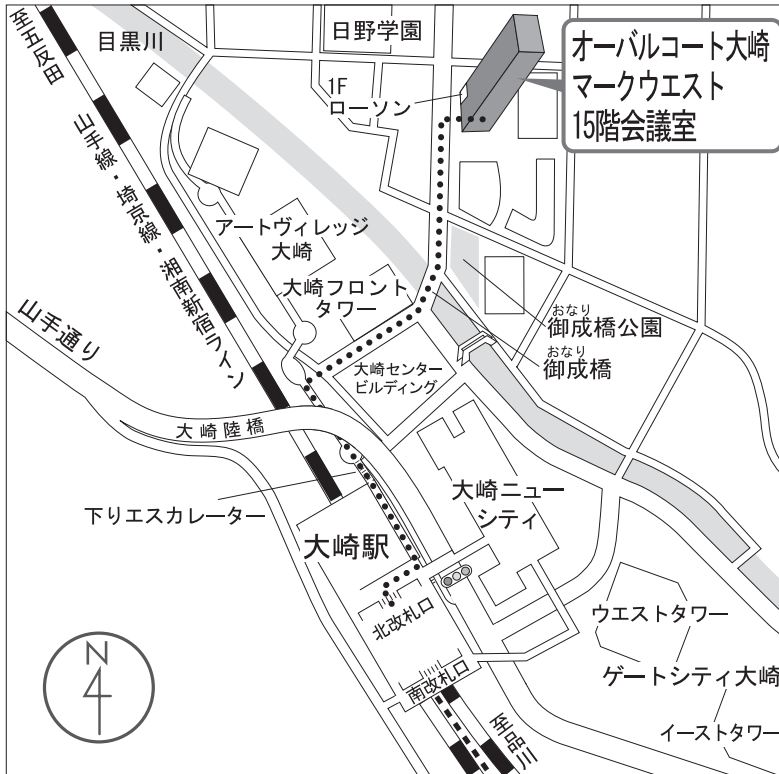 至五反田
目黒川
日野学園
オーバルコート大崎
マークウエスト
15階会議室
1F
ローソン
山手線・埼京線・湘南新宿ライン
アートヴィレッジ
大崎
大崎フロント
タワー
山手通り
おなり
御成橋公園
おなり
御成橋
大崎センター
ビルディング
大崎陸橋
下りエスカレーター
大崎ニュー
シティ
大崎駅
北改札口
ウエストタワー
ゲートシティ大崎
南改札口
イーストタワー
至品川
N